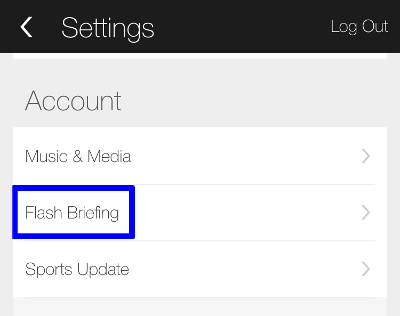 Settings
Log Out
Account
Music & Media
Flash Briefing
Sports Update